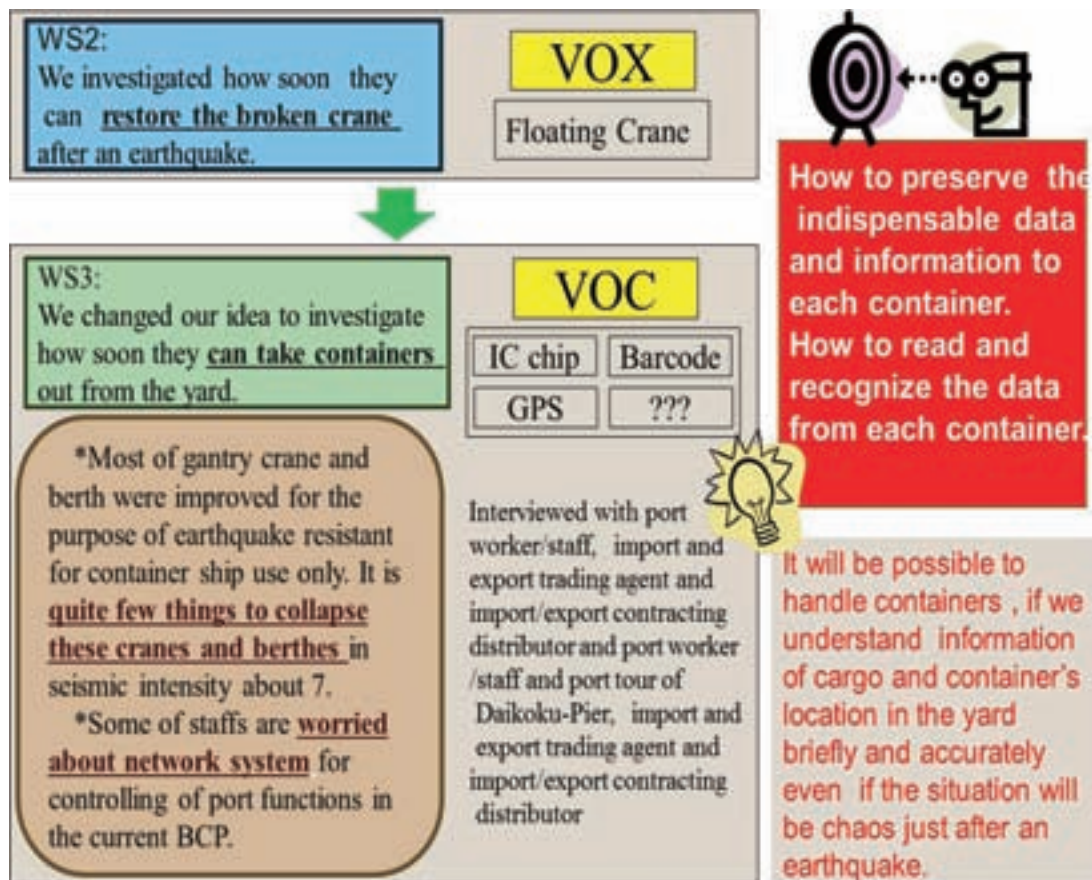 WS2:
We investigated how soon they
can restore the broken crane
after an earthquake.
VOX
Floating Crane
WS3:
We changed our idea to investigate
how soon they can take containers
out from the yard.
*Most of gantry crane and
berth were improved for the
purpose of earthquake resistant
for container ship use only. It is
quite few things to collapse
these cranes and berthes in
seismic intensity about 7.
*Some of staffs are worried
about network system for
controlling of port functions in
the current BCP.
VOC
IC chip
Barcode
GPS
???
Interviewed with port
worker/staff, import and
export trading agent and
import/export contracting
distributor and port worker
/staff and port tour of
Daikoku-Pier, import and
export trading agent and
import/export contracting
distributor
How to preserve the
indispensable data
and information to
each container.
How to read and
recognize the data
from each container.
It will be possible to
handle containers , if we
understand information
of cargo and container's
location in the yard
briefly and accurately
even if the situation will
be chaos just after an
earthquake.